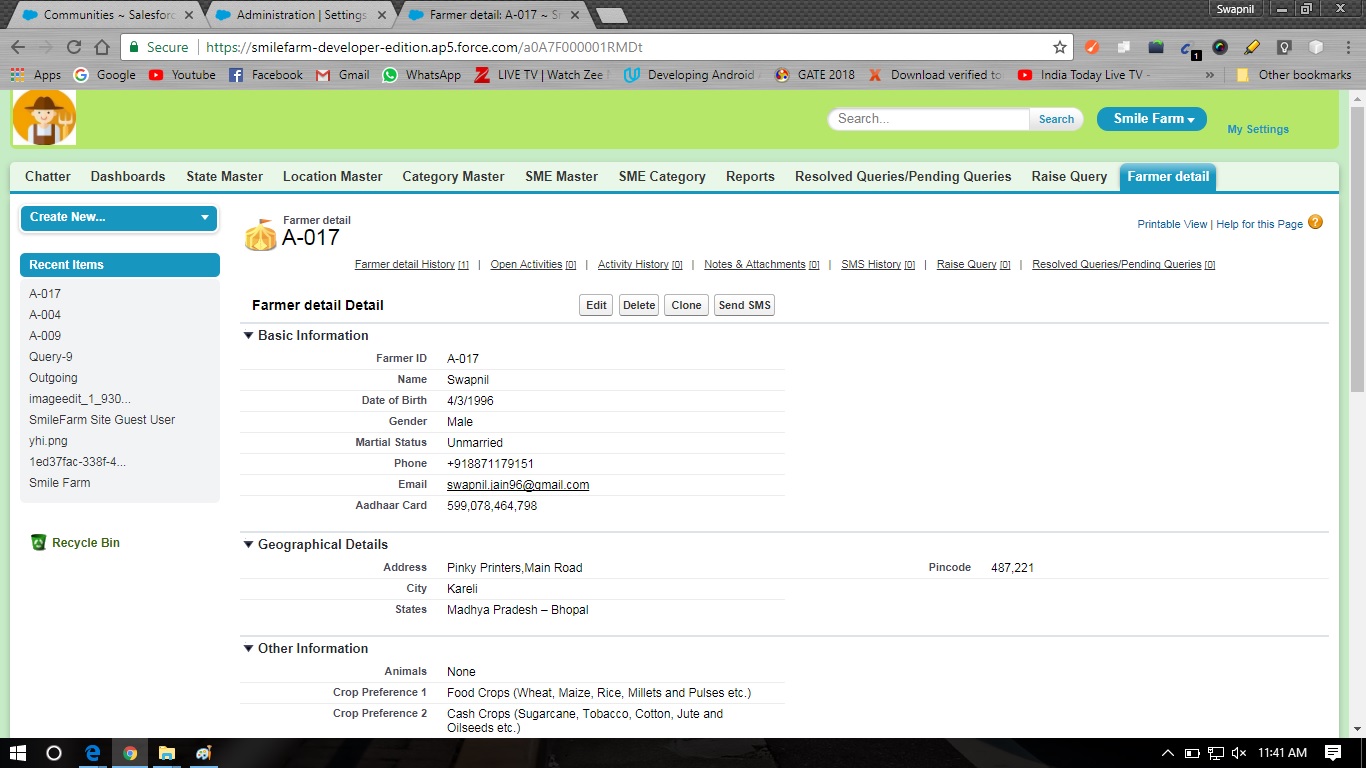 Swapnil
Communities ~ Salesforc
Administration | Settings
Farmer detail: A-017 ~ Si
Secure
https://smilefarm-developer-edition.ap5.force.com/a0A7F000001RMDt
1
Apps
Google
Youtube
Facebook
Gmail
WhatsApp
LIVE TV | Watch Zee
Developing Android
GATE 2018
Download verified to
India Today Live TV -
»
Other bookmarks
Search...
Search
Smile Farm
My Settings
Chatter
Dashboards
State Master
Location Master
Category Master
SME Master
SME Category
Reports
Resolved Queries/Pending Queries
Raise Query
Farmer detail
Create New...
Recent Items
A-017
A-004
A-009
Query-9
Outgoing
imageedit_1_930...
SmileFarm Site Guest User
yhi.png
1ed37fac-338f-4...
Smile Farm
Recycle Bin
Farmer detail
A-017
Printable View | Help for this Page ?
Farmer detail History [1] | Open Activities [0] | Activity History [0] | Notes & Attachments [0] | SMS History [0] | Raise Query [0] | Resolved Queries/Pending Queries [0]
Farmer detail Detail
Edit
Delete
Clone
Send SMS
Basic Information
Farmer ID A-017
Name Swapnil
Date of Birth 4/3/1996
Gender Male
Martial Status Unmarried
Phone +918871179151
Email swapnil.jain96@gmail.com
Aadhaar Card 599,078,464,798
Geographical Details
Address Pinky Printers,Main Road
Pincode 487,221
City Kareli
States Madhya Pradesh – Bhopal
Other Information
Animals None
Crop Preference 1 Food Crops (Wheat, Maize, Rice, Millets and Pulses etc.)
Crop Preference 2 Cash Crops (Sugarcane, Tobacco, Cotton, Jute and
Oilseeds etc.)
11:41 AM